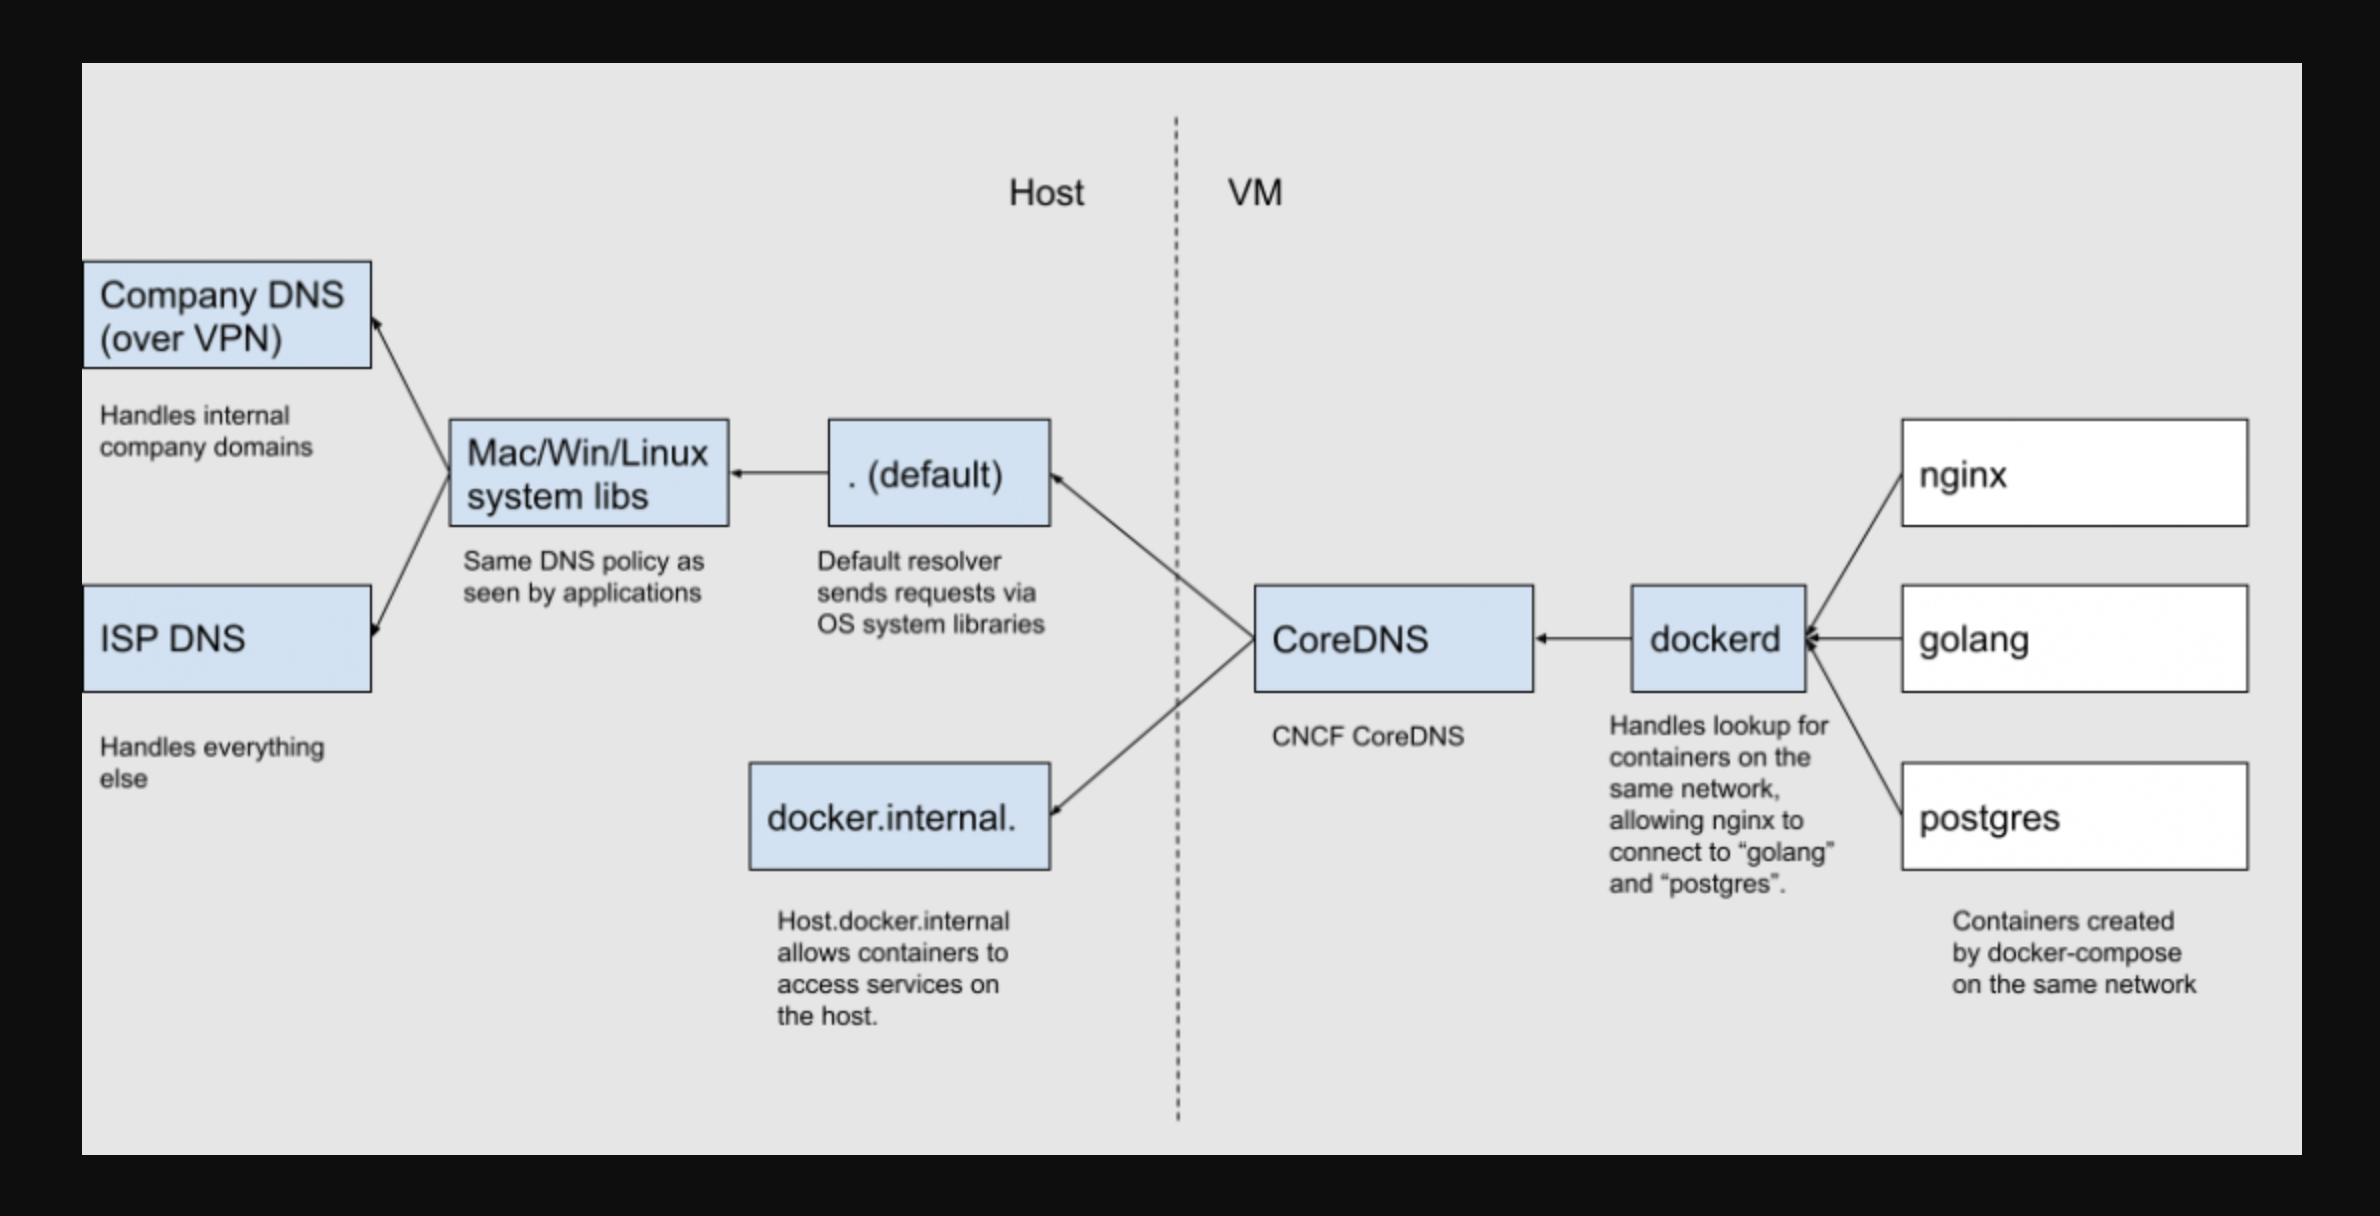 Host
VM
Company DNS
(over VPN)
Handles internal
company domains
ISP DNS
Handles everything
else
Mac/Win/Linux
system libs
Same DNS policy as
seen by applications
. (default)
Default resolver
sends requests via
OS system libraries
docker.internal.
Host.docker.internal
allows containers to
access services on
the host.
CoreDNS
CNCF CoreDNS
dockerd
Handles lookup for
containers on the
same network,
allowing nginx to
connect to “golang”
and “postgres”.
nginx
golang
postgres
Containers created
by docker-compose
on the same network